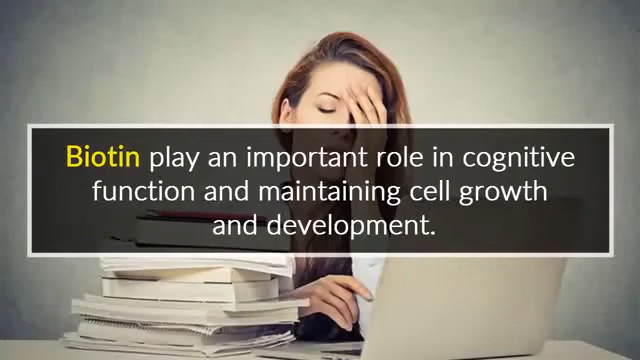 Biotin play an important role in cognitive
function and maintaining cell growth
and development.